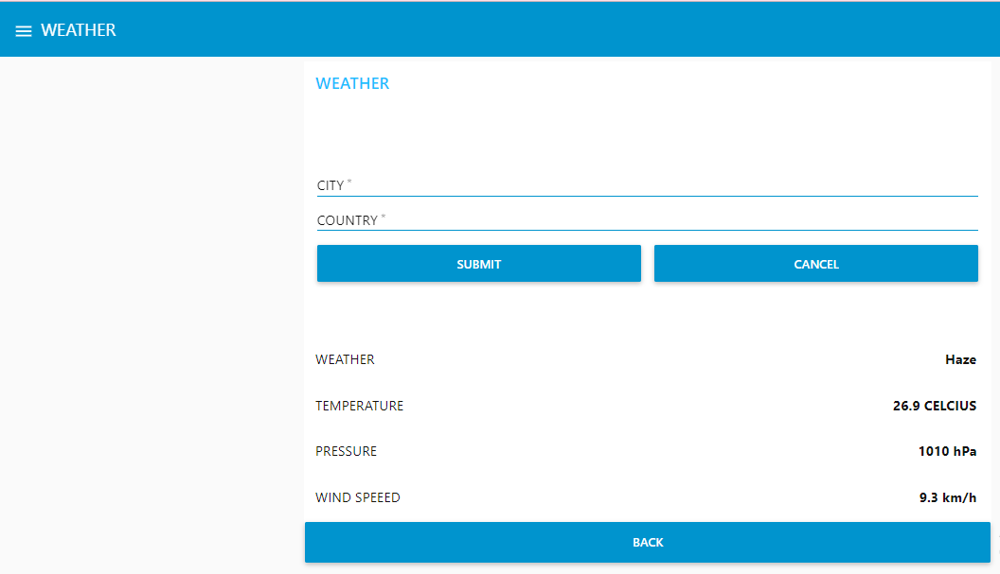 WEATHER
WEATHER
CITY *
COUNTRY *
SUBMIT CANCEL
WEATHER Haze
TEMPERATURE 26.9 CELCIUS
PRESSURE 1010 hPa
WIND SPEEED 9.3 km/h
BACK